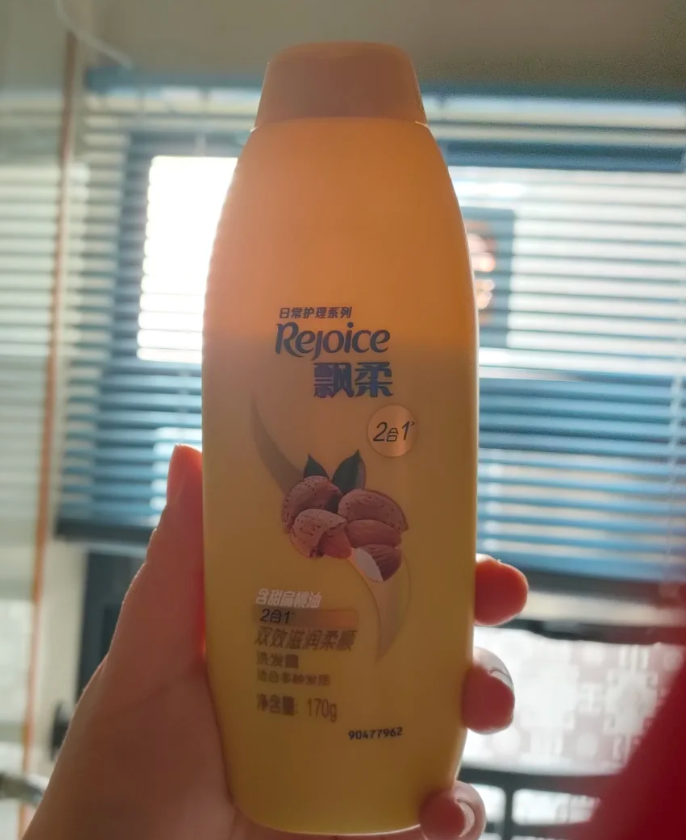 日常护理系列
Rejoice
飘柔
2合1
含甜扁桃油
2合1
双效滋润柔顺
洗发露
适合多种发质
净含量: 170g
90477962